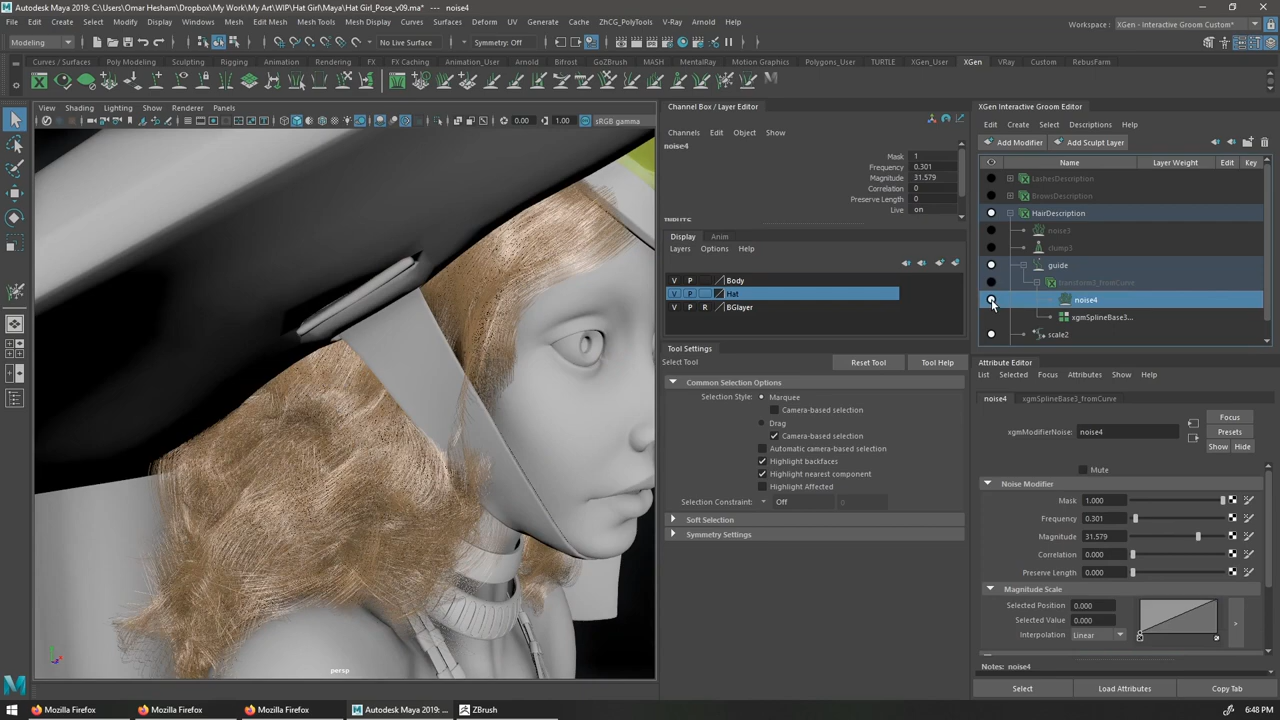 Autodesk Maya 2019: C:\Users\Omar Hesham\Dropbox\My Work\My Art\WIP\Hat Girl\Maya\Hat Girl_Pose_v09.ma* --- noise4
File Edit Create Select Modify Display Windows Mesh Edit Mesh Mesh Tools Mesh Display Curves Surfaces Deform UV Generate Cache ZhCG_PolyTools V-Ray Arnold Help
Workspace : XGen - Interactive Groom Custom*
Modeling No Live Surface Symmetry: Off
Curves / Surfaces Poly Modeling Sculpting Rigging Animation Rendering FX FX Caching Animation_User Arnold Bifrost GoZBrush MASH MentalRay Motion Graphics Polygons_User TURTLE XGen_User XGen VRay Custom RebusFarm
View Shading Lighting Show Renderer Panels
0.00 1.00 sRGB gamma
persp
Channel Box / Layer Editor
Channels Edit Object Show
noise4
Mask 1
Frequency 0.301
Magnitude 31.579
Correlation 0
Preserve Length 0
Live on
INPUTS
Display Anim
Layers Options Help
V P Body
V P Hat
V P R BGlayer
Tool Settings
Select Tool Reset Tool Tool Help
Common Selection Options
Selection Style: Marquee
Camera-based selection
Drag
Camera-based selection
Automatic camera-based selection
Highlight backfaces
Highlight nearest component
Highlight Affected
Selection Constraint: Off 0
Soft Selection
Symmetry Settings
XGen Interactive Groom Editor
Edit Create Select Descriptions Help
Add Modifier Add Sculpt Layer
Name Layer Weight Edit Key
LashesDescription
BrowsDescription
HairDescription
noise3
clump3
guide
transform3_fromCurve
noise4
xgmSplineBase3...
scale2
Attribute Editor
List Selected Focus Attributes Show Help
noise4 xgmSplineBase3_fromCurve
Focus
xgmModifierNoise: noise4 Presets
Show Hide
Mute
Noise Modifier
Mask 1.000
Frequency 0.301
Magnitude 31.579
Correlation 0.000
Preserve Length 0.000
Magnitude Scale
Selected Position 0.000
Selected Value 0.000
Interpolation Linear
Notes: noise4
Select Load Attributes Copy Tab
Mozilla Firefox Mozilla Firefox Mozilla Firefox Autodesk Maya 2019: ... ZBrush 6:48 PM